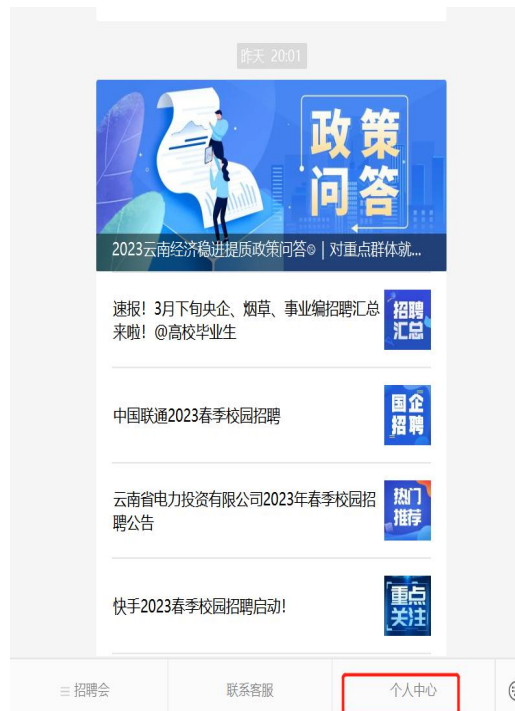 昨天 20:01
政策
问答
2023云南经济稳进提质政策问答⑩｜对重点群体就...
速报！3月下旬央企、烟草、事业编招聘汇总
来啦！@高校毕业生
招聘
汇总
中国联通2023春季校园招聘
国企
招聘
云南省电力投资有限公司2023年春季校园招
聘公告
热门
推荐
快手2023春季校园招聘启动！
重点
关注
招聘会
联系客服
个人中心